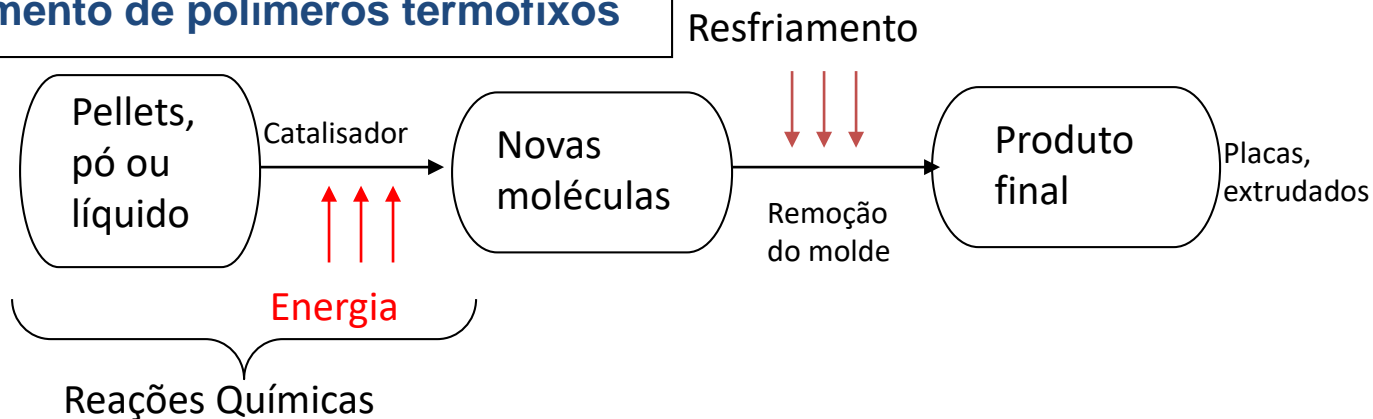 de polímeros termofixos
Resfriamento
Pellets,
pó ou
líquido
Catalisador
Energia
Novas
moléculas
Remoção
do molde
Produto
final
Placas,
extrudados
Reações Químicas